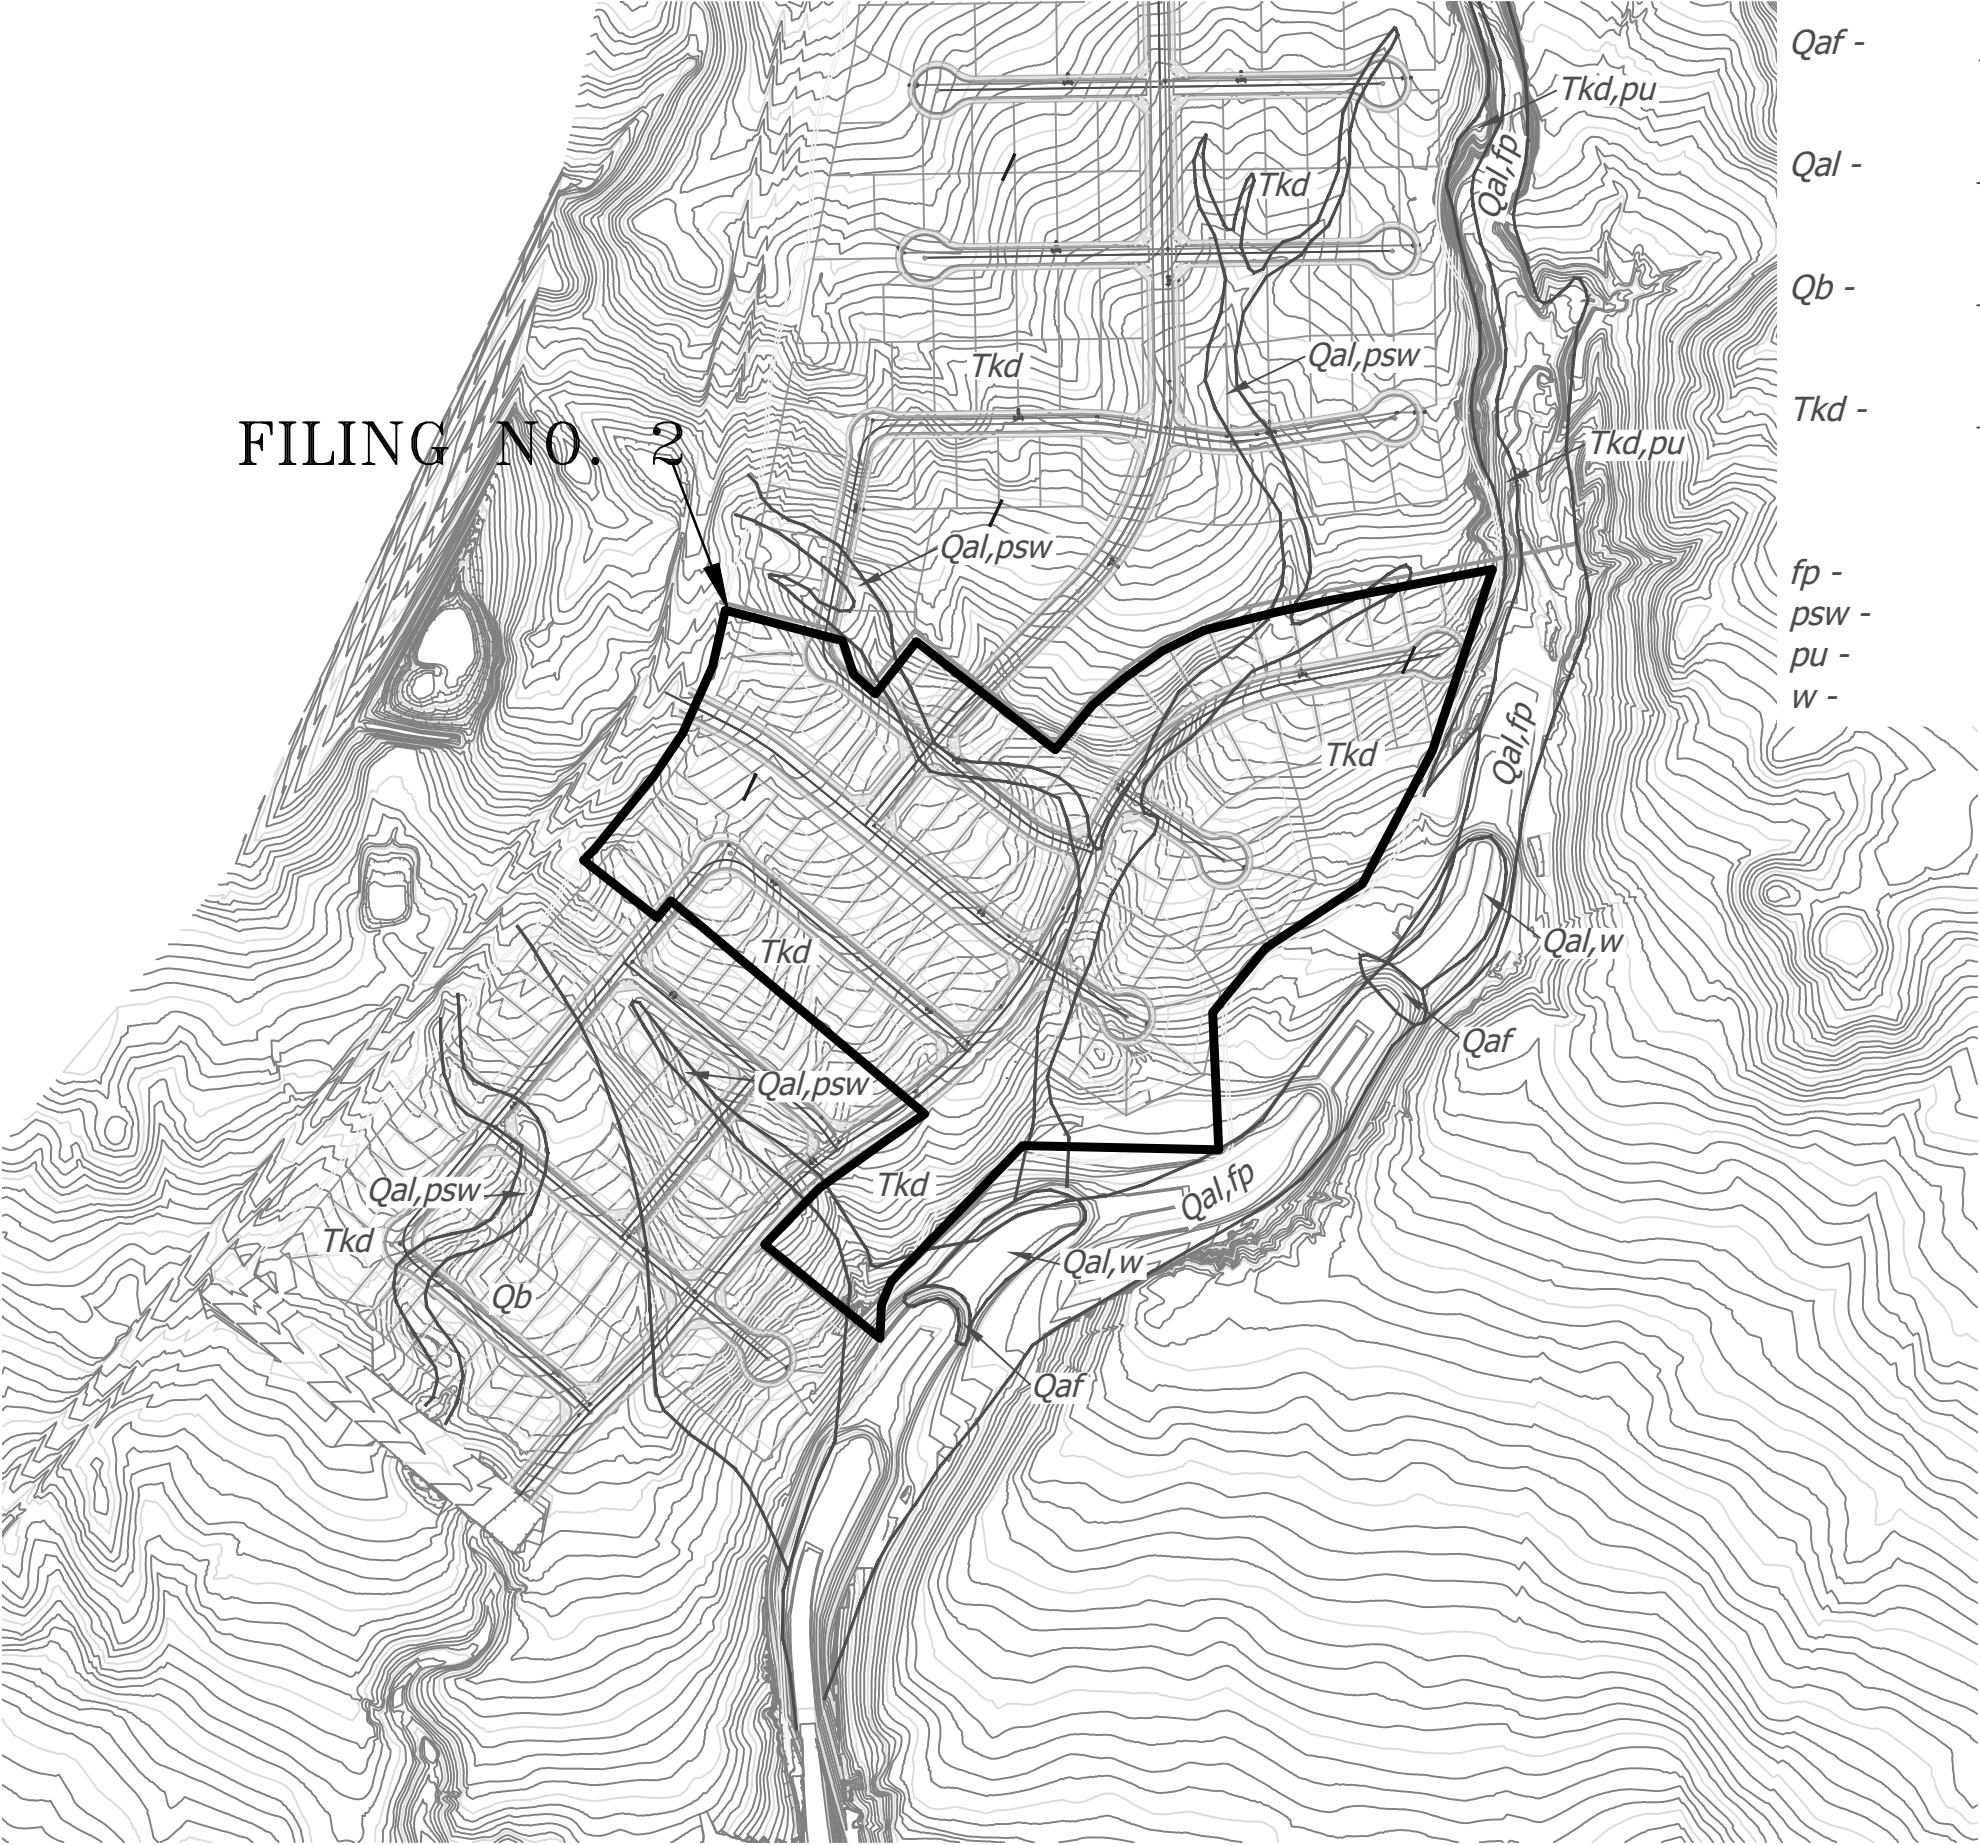 Qaf -
Tkd,pu
Qal,fp
Qal -
Tkd
Qb -
Tkd
Qal,psw
Tkd -
FILING NO. 2
Tkd,pu
Qal,psw
fp -
psw -
pu -
w -
Qal,fp
Tkd
Tkd
Qal,w
Qaf
Qal,psw
Qal,psw
Tkd
Qal,fp
Tkd
Qal,w
Qb
Qaf